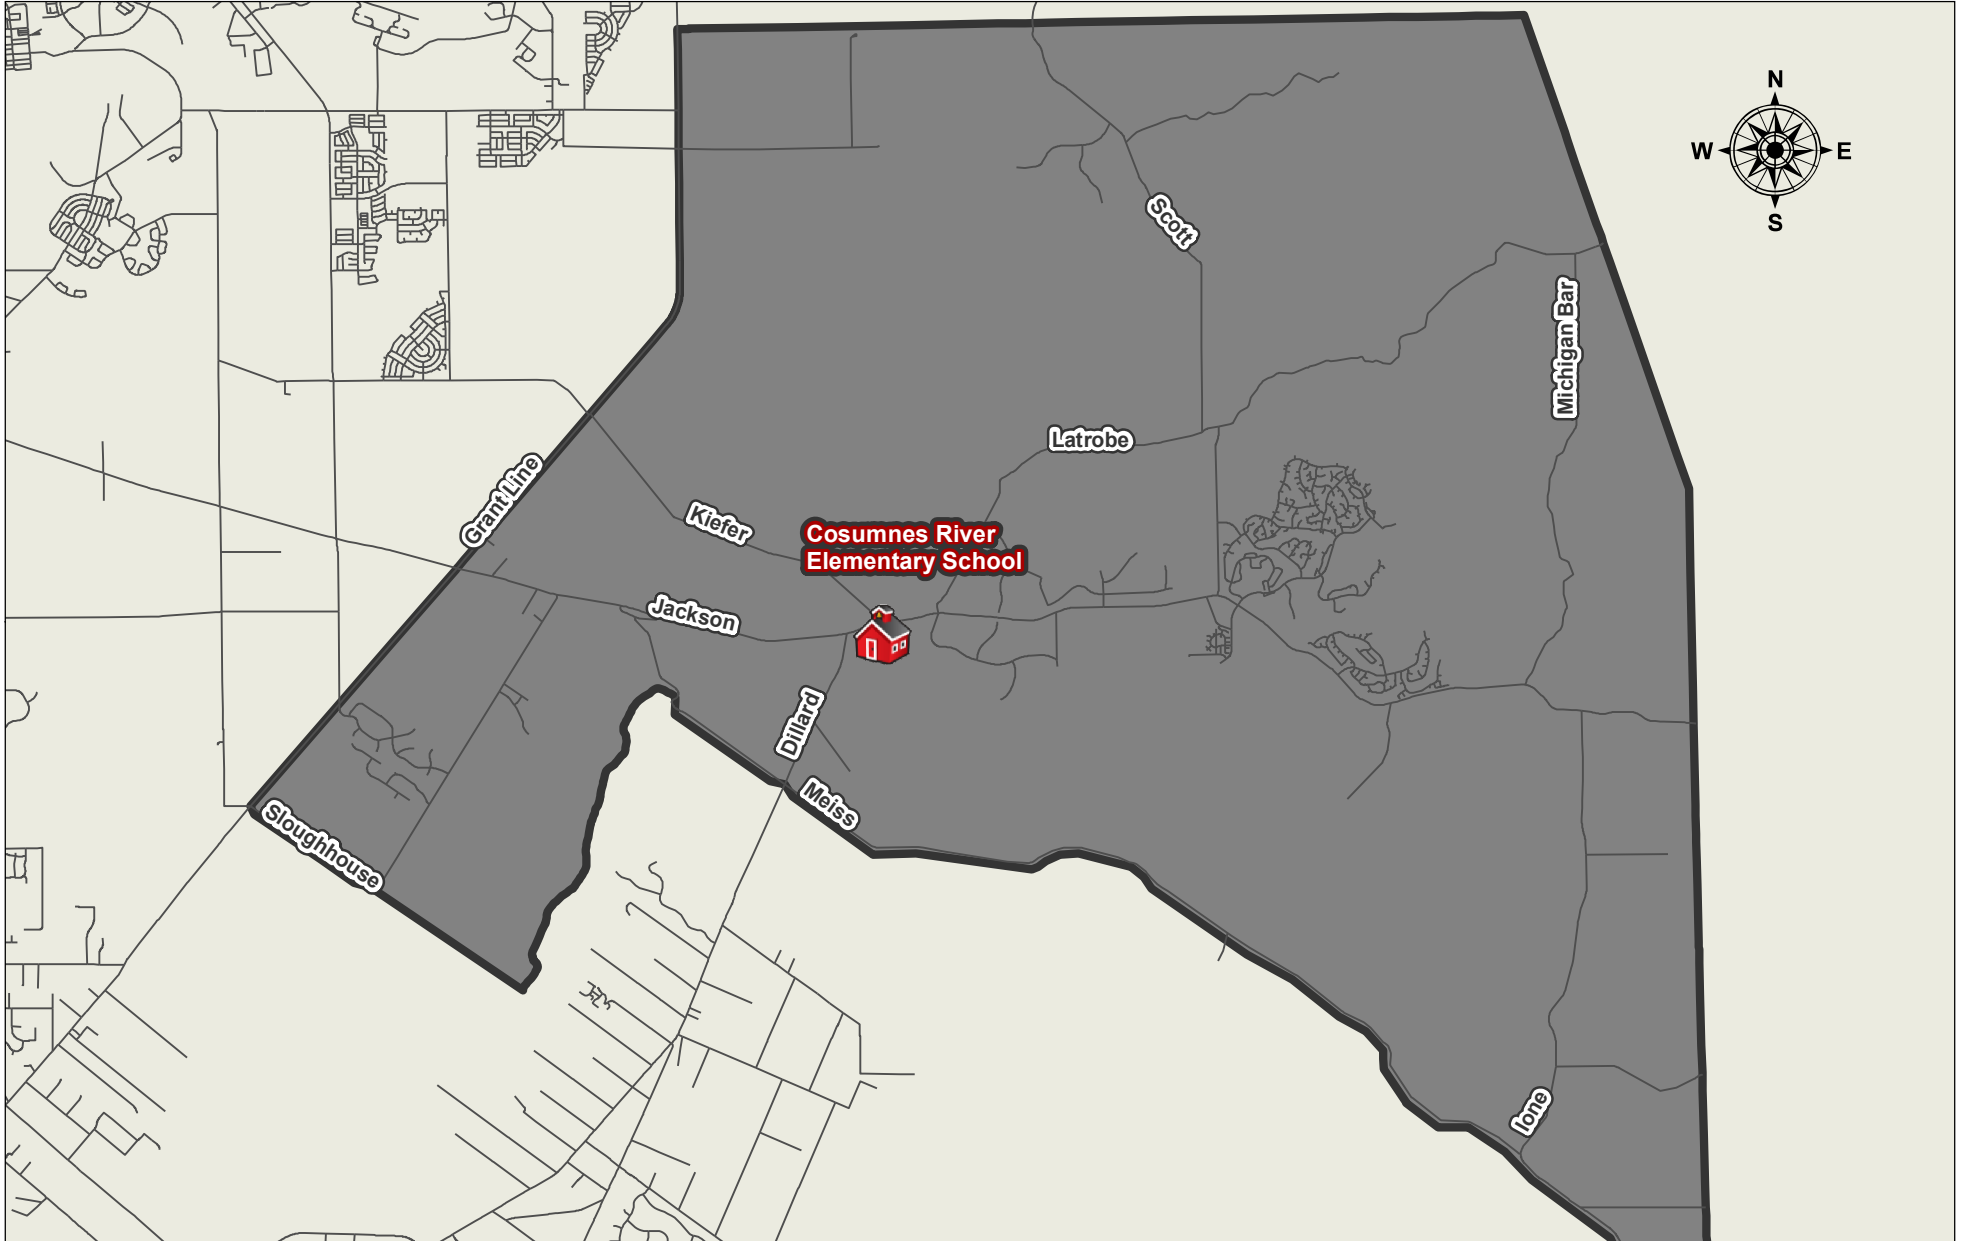 N
W
E
S
Scott
Michigan Bar
Latrobe
Grant Line
Kiefer
Cosumnes River
Elementary School
Jackson
Dillard
Meiss
Sloughhouse
Ione